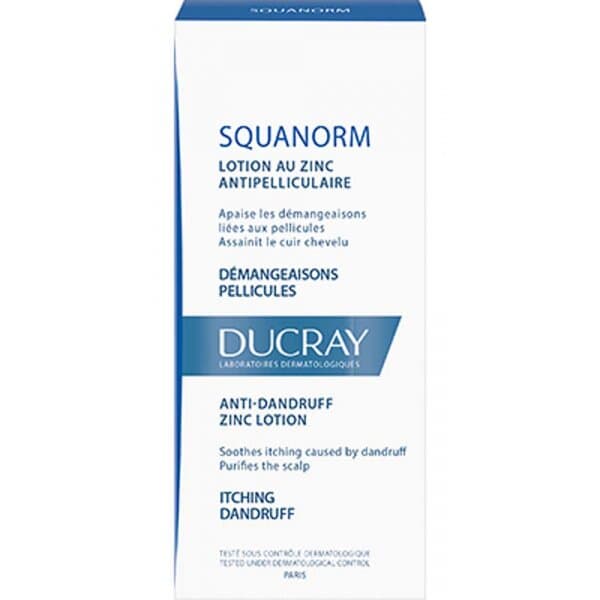 SQUANORM
SQUANORM
LOTION AU ZINC
ANTIPELLICULAIRE
Apaise les démangeaisons
liées aux pellicules
Assainit le cuir chevelu
DÉMANGEAISONS
PELLICULES
DUCRAY
LABORATOIRES DERMATOLOGIQUES
ANTI-DANDRUFF
ZINC LOTION
Soothes itching caused by dandruff
Purifies the scalp
ITCHING
DANDRUFF
TESTÉ SOUS CONTRÔLE DERMATOLOGIQUE
TESTED UNDER DERMATOLOGICAL CONTROL
PARIS